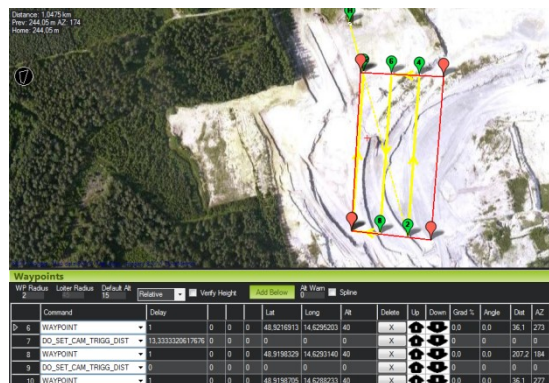 Distance: 1.0475 km
Prev: 244.05 m AZ: 174
Home: 244.05 m
H
6
4
8
2
Waypoints
WP Radius Loiter Radius Default Alt
2 15 Relative Verify Height Add Below Alt Warn 0 Spline
Command Delay Lat Long Alt Delete Up Down Grad % Angle Dist AZ
6 WAYPOINT 1 0 0 0 48,9216913 14,6295203 40 X 0,0 0,0 36,1 273
7 DO_SET_CAM_TRIGG_DIST 13,3333320617676 0 0 0 0 0 0 X 0 0 0 0
8 WAYPOINT 1 0 0 0 48,9198329 14,6293140 40 X 0,0 0,0 207,2 184
9 DO_SET_CAM_TRIGG_DIST 0 0 0 0 0 0 0 X 0 0 0 0
10 WAYPOINT 1 0 0 0 48,9198705 14,6288233 40 X 0,0 0,0 36,1 277